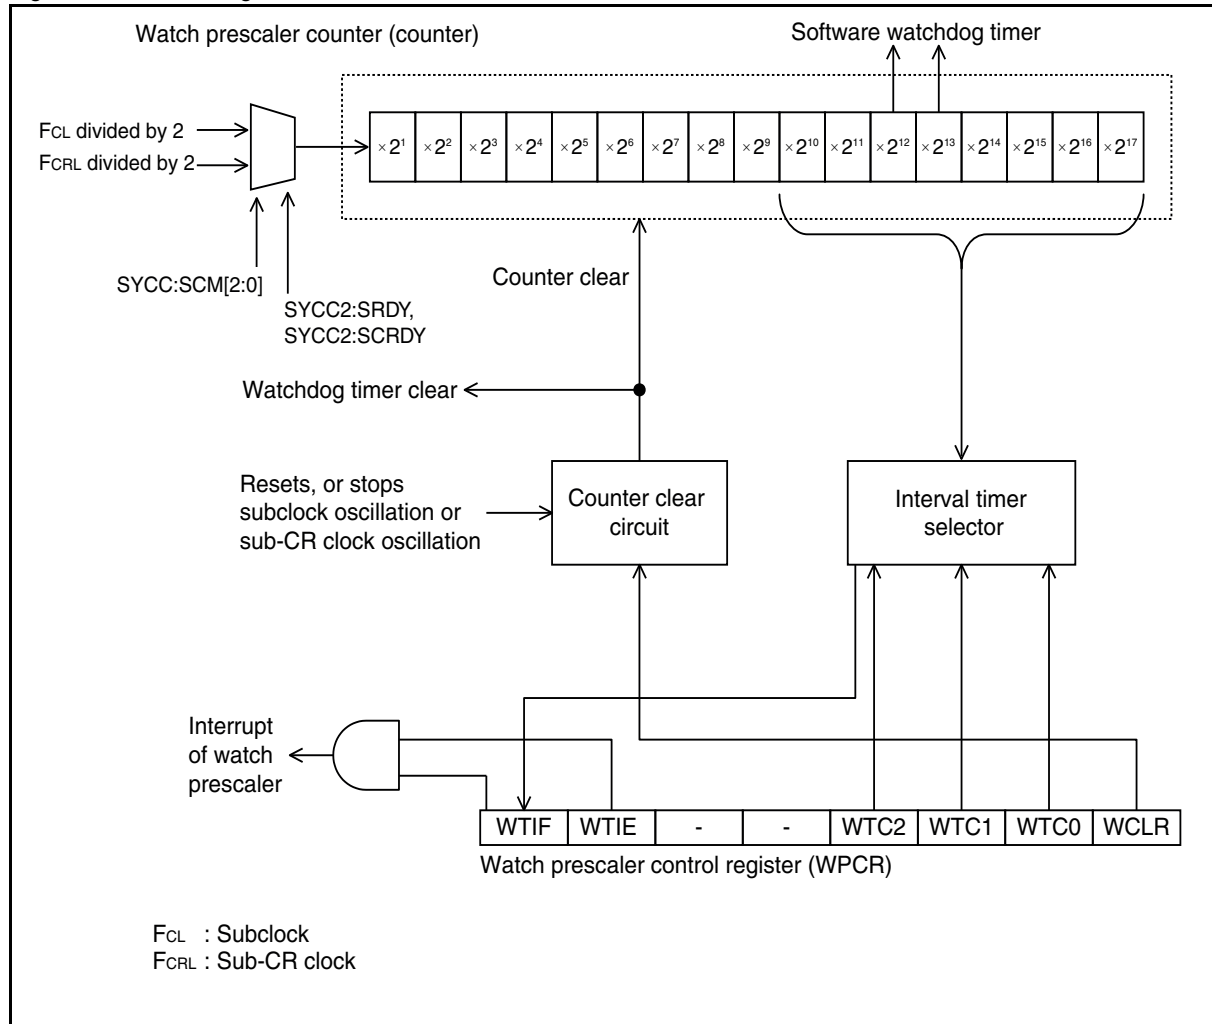 Watch prescaler counter (counter)
Software watchdog timer
FCL divided by 2
FCRL divided by 2
×2¹ ×2² ×2³ ×2⁴ ×2⁵ ×2⁶ ×2⁷ ×2⁸ ×2⁹ ×2¹⁰ ×2¹¹ ×2¹² ×2¹³ ×2¹⁴ ×2¹⁵ ×2¹⁶ ×2¹⁷
SYCC:SCM[2:0]
SYCC2:SRDY,
SYCC2:SCRDY
Counter clear
Watchdog timer clear
Resets, or stops
subclock oscillation or
sub-CR clock oscillation
Counter clear
circuit
Interval timer
selector
Interrupt
of watch
prescaler
WTIF WTIE - - WTC2 WTC1 WTC0 WCLR
Watch prescaler control register (WPCR)
FCL : Subclock
FCRL : Sub-CR clock